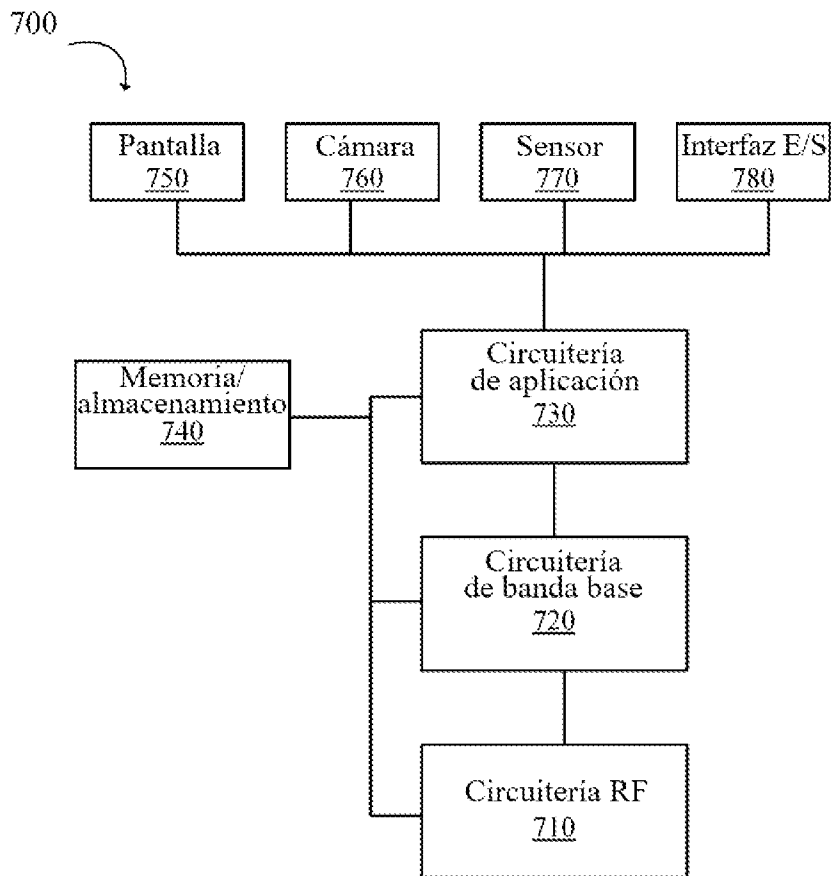 700
Pantalla
750
Cámara
760
Sensor
770
Interfaz E/S
780
Circuitería
de aplicación
730
Memoria/
almacenamiento
740
Circuitería
de banda base
720
Circuitería RF
710